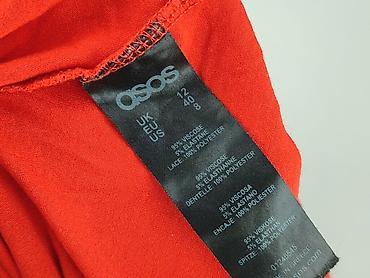 asos
UK 12
EU 40
US 8
95% VISCOSE
5% ELASTANE
LACE: 100% POLYESTER
95% VISCOSE
5% ELASTHANNE
DENTELLE: 100% POLYESTER
95% VISCOSA
5% ELASTANO
ENCAJE: 100% POLIÉSTER
95% VISKOSE
5% ELASTHAN
SPITZE: 100% POLYESTER